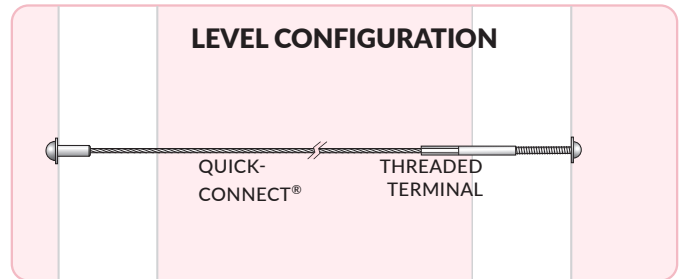 LEVEL CONFIGURATION
QUICK-
CONNECT®
THREADED
TERMINAL